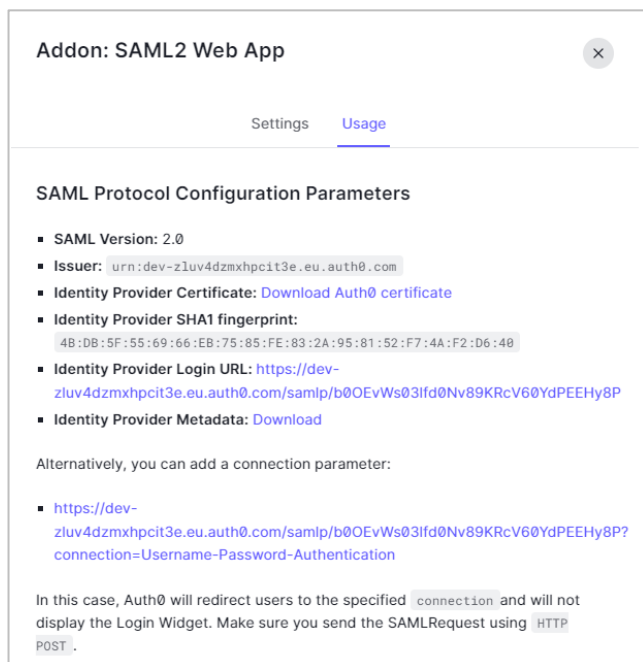 Addon: SAML2 Web App
Settings Usage
SAML Protocol Configuration Parameters
SAML Version: 2.0
Issuer: urn:dev-zluv4dzmxhpcit3e.eu.auth0.com
Identity Provider Certificate: Download Auth0 certificate
Identity Provider SHA1 fingerprint:
4B:DB:5F:55:69:66:EB:75:85:FE:83:2A:95:81:52:F7:4A:F2:D6:40
Identity Provider Login URL: https://dev-
zluv4dzmxhpcit3e.eu.auth0.com/samlp/b0OEvWs03lfd0Nv89KRcV60YdPEEHy8P
Identity Provider Metadata: Download
Alternatively, you can add a connection parameter:
https://dev-
zluv4dzmxhpcit3e.eu.auth0.com/samlp/b0OEvWs03lfd0Nv89KRcV60YdPEEHy8P?
connection=Username-Password-Authentication
In this case, Auth0 will redirect users to the specified connection and will not
display the Login Widget. Make sure you send the SAMLRequest using HTTP
POST .